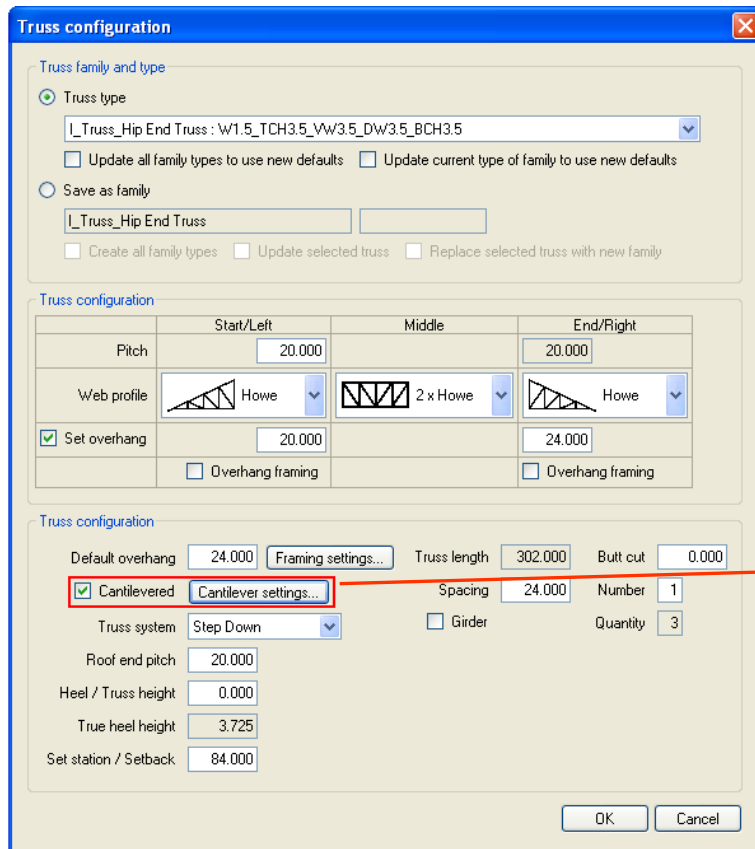 Truss configuration
Truss family and type
Truss type
I_Truss_Hip End Truss : W1.5_TCH3.5_VW3.5_DW3.5_BCH3.5
Update all family types to use new defaults Update current type of family to use new defaults
Save as family
I_Truss_Hip End Truss
Create all family types Update selected truss Replace selected truss with new family
Truss configuration
Start/Left Middle End/Right
Pitch 20.000 20.000
Web profile Howe 2 x Howe Howe
Set overhang 20.000 24.000
Overhang framing Overhang framing
Truss configuration
Default overhang 24.000 Framing settings... Truss length 302.000 Butt cut 0.000
Cantilevered Cantilever settings... Spacing 24.000 Number 1
Truss system Step Down Girder Quantity 3
Roof end pitch 20.000
Heel / Truss height 0.000
True heel height 3.725
Set station / Setback 84.000
OK Cancel